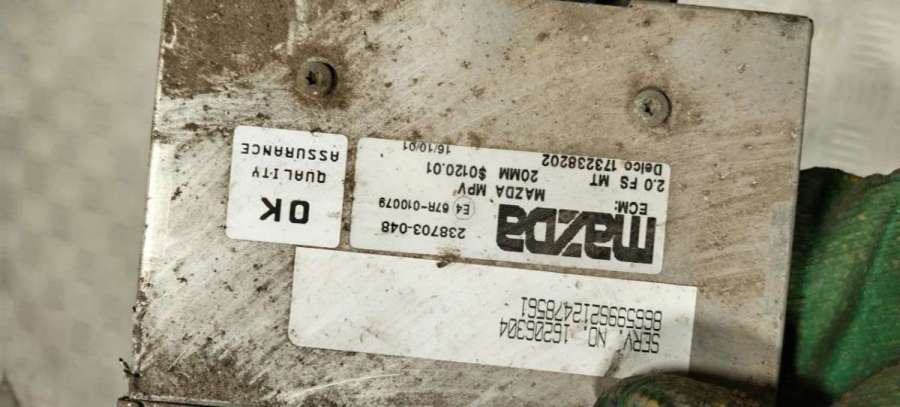 SERV. NO. 16206304
86653996212478561
mazda
238703-048
E4 67R-010079
ECM: MAZDA MPV
2.0 FS MT 20MM $0120.01
Delco 173238202 16/10/01
OK
QUALITY
ASSURANCE